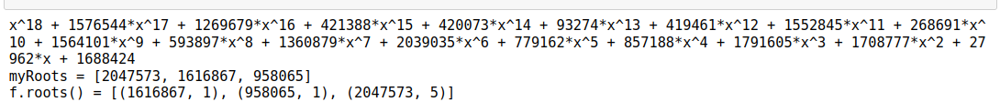 x^18 + 1576544*x^17 + 1269679*x^16 + 421388*x^15 + 420073*x^14 + 93274*x^13 + 419461*x^12 + 1552845*x^11 + 268691*x^
10 + 1564101*x^9 + 593897*x^8 + 1360879*x^7 + 2039035*x^6 + 779162*x^5 + 857188*x^4 + 1791605*x^3 + 1708777*x^2 + 27
962*x + 1688424
myRoots = [2047573, 1616867, 958065]
f.roots() = [(1616867, 1), (958065, 1), (2047573, 5)]